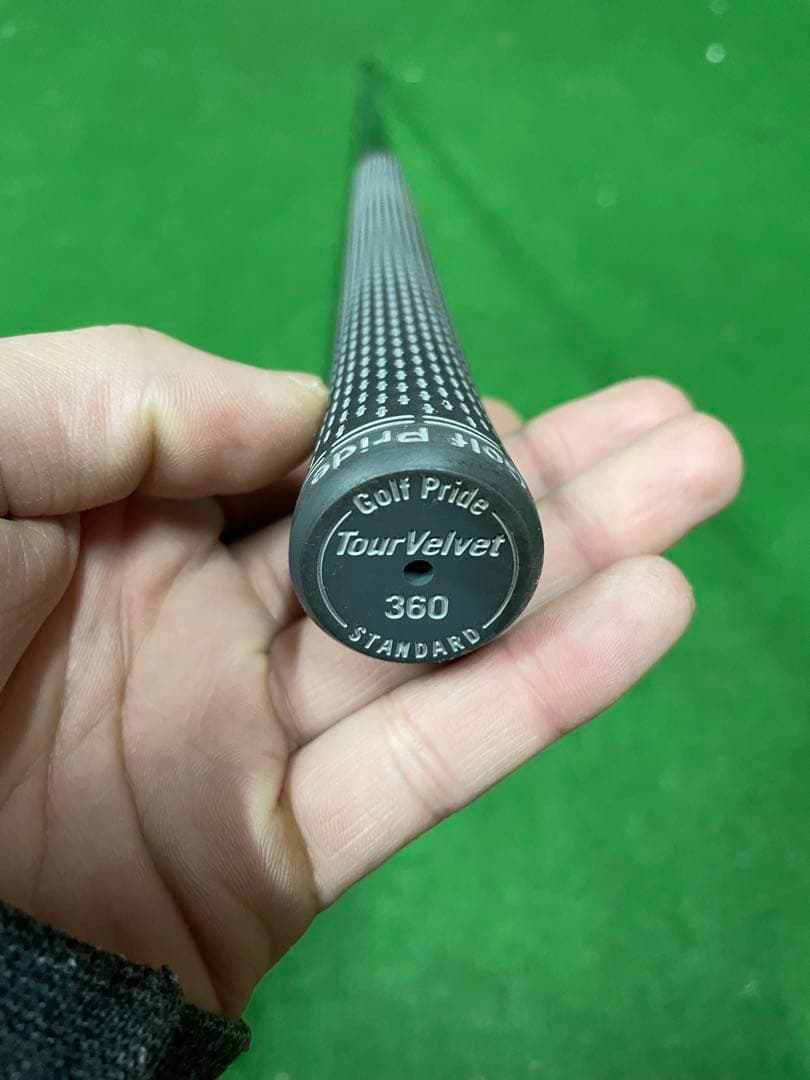 Golf Pride
Golf Pride
TourVelvet
360
STANDARD